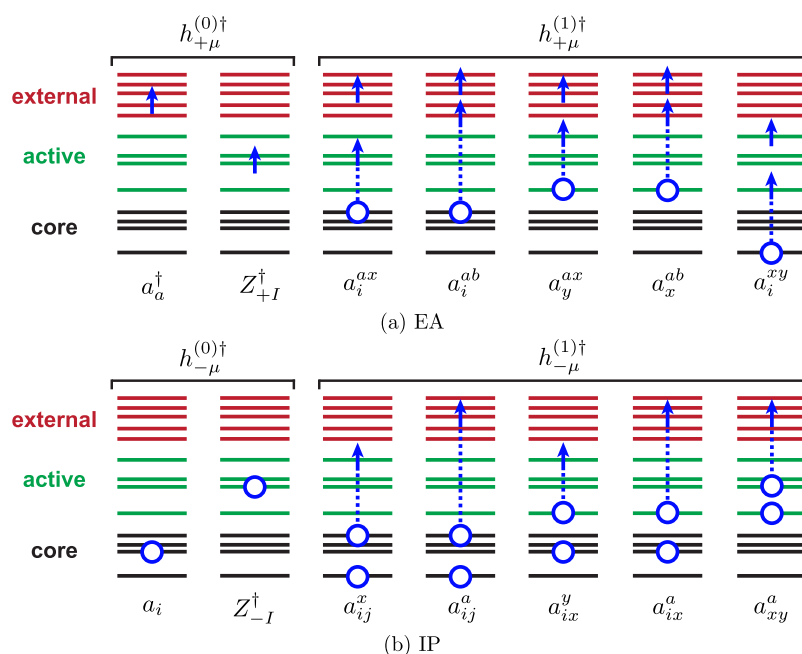 h_{+μ}^{(0)†} h_{+μ}^{(1)†}
external
active
core
a_a^† Z_{+I}^† a_i^{ax} a_i^{ab} a_y^{ax} a_x^{ab} a_i^{xy}
(a) EA
h_{-μ}^{(0)†} h_{-μ}^{(1)†}
external
active
core
a_i Z_{-I}^† a_{ij}^x a_{ij}^a a_{ix}^y a_{ix}^a a_{xy}^a
(b) IP